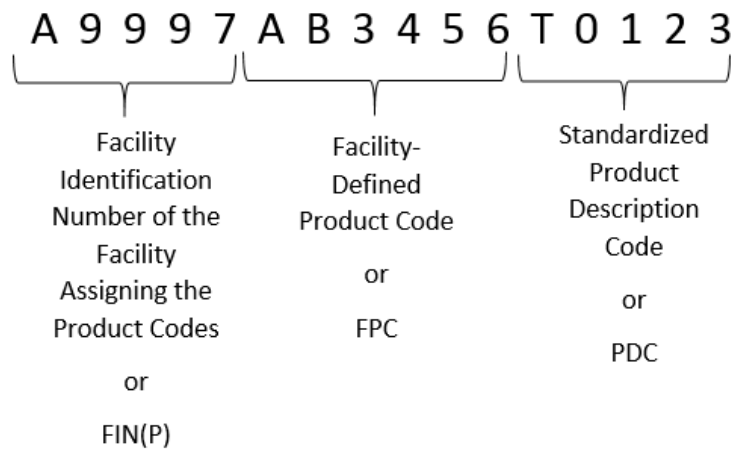 A 9 9 9 7 A B 3 4 5 6 T 0 1 2 3
Facility
Identification
Number of the
Facility
Assigning the
Product Codes
or
FIN(P)
Facility-
Defined
Product Code
or
FPC
Standardized
Product
Description
Code
or
PDC